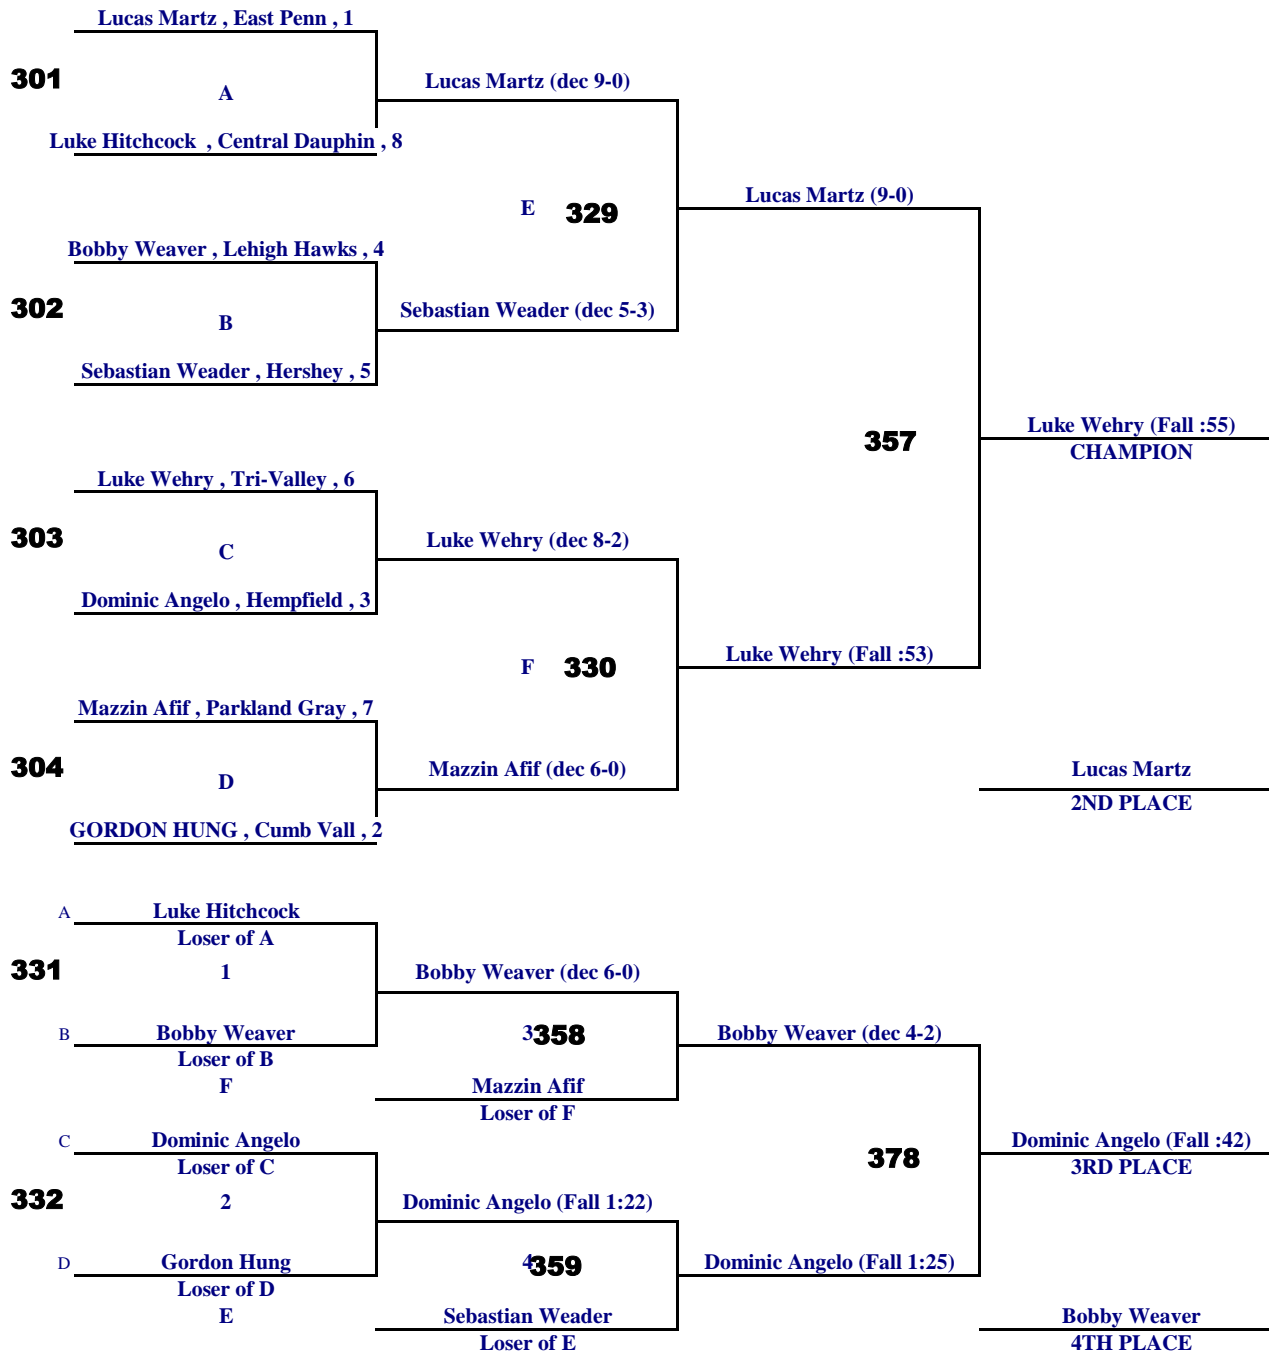 Lucas Martz , East Penn , 1
301
A
Lucas Martz (dec 9-0)
Luke Hitchcock , Central Dauphin , 8
E 329
Lucas Martz (9-0)
Bobby Weaver , Lehigh Hawks , 4
302
B
Sebastian Weader (dec 5-3)
Sebastian Weader , Hershey , 5
357
Luke Wehry (Fall :55)
CHAMPION
Luke Wehry , Tri-Valley , 6
303
C
Luke Wehry (dec 8-2)
Dominic Angelo , Hempfield , 3
F 330
Luke Wehry (Fall :53)
Mazzin Afif , Parkland Gray , 7
304
D
Mazzin Afif (dec 6-0)
Lucas Martz
2ND PLACE
GORDON HUNG , Cumb Vall , 2
A Luke Hitchcock
Loser of A
331
1
Bobby Weaver (dec 6-0)
B Bobby Weaver
Loser of B
3 358
Bobby Weaver (dec 4-2)
F
Mazzin Afif
Loser of F
C Dominic Angelo
Loser of C
378
Dominic Angelo (Fall :42)
3RD PLACE
332
2
Dominic Angelo (Fall 1:22)
D Gordon Hung
Loser of D
4 359
Dominic Angelo (Fall 1:25)
E
Sebastian Weader
Loser of E
Bobby Weaver
4TH PLACE